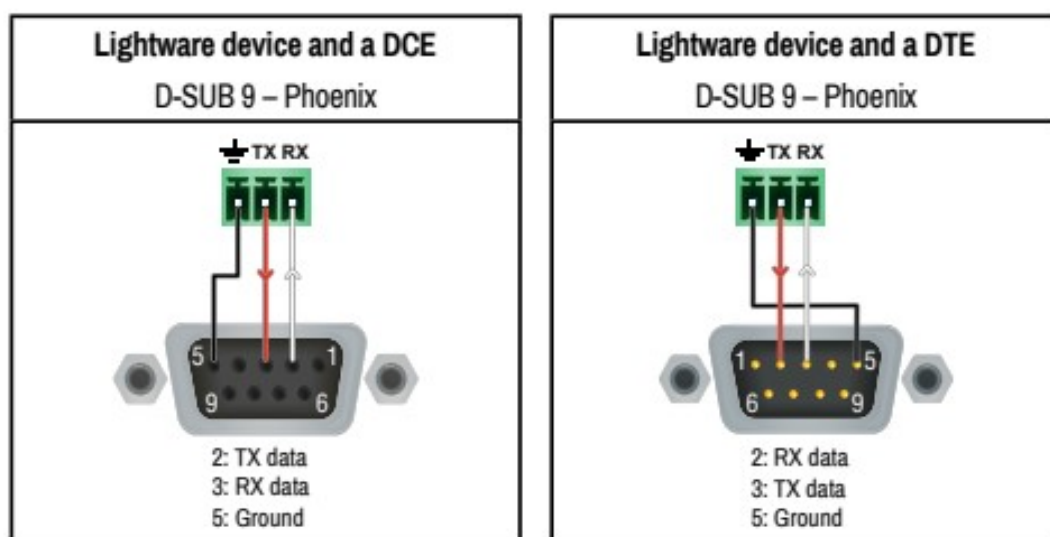 Lightware device and a DCE
D-SUB 9 – Phoenix
TX RX
5 1
9 6
2: TX data
3: RX data
5: Ground
Lightware device and a DTE
D-SUB 9 – Phoenix
TX RX
1 5
6 9
2: RX data
3: TX data
5: Ground